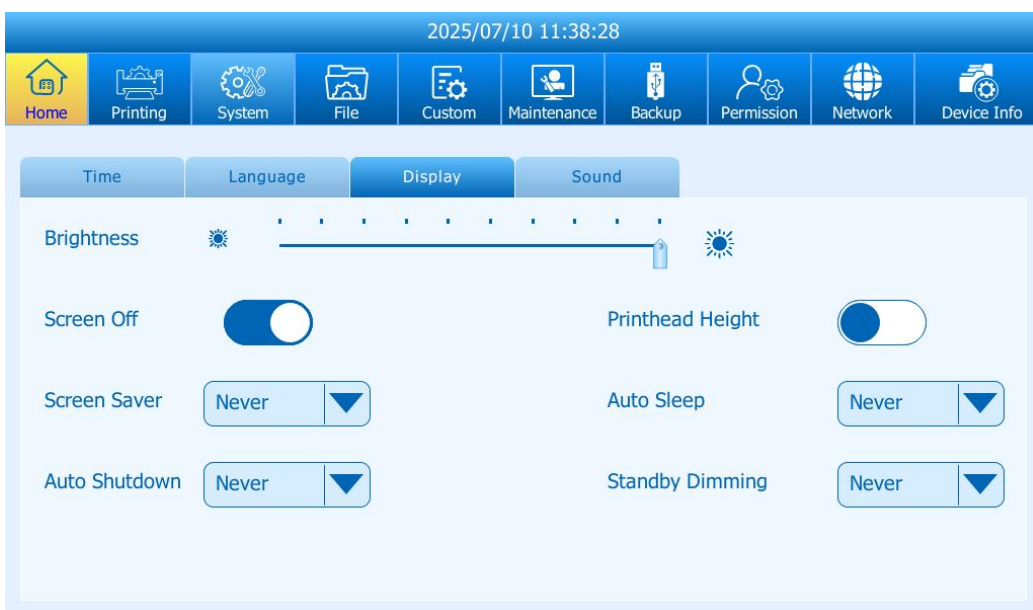 2025/07/10 11:38:28
Home Printing System File Custom Maintenance Backup Permission Network Device Info
Time Language Display Sound
Brightness
Screen Off Printhead Height
Screen Saver Never Auto Sleep Never
Auto Shutdown Never Standby Dimming Never